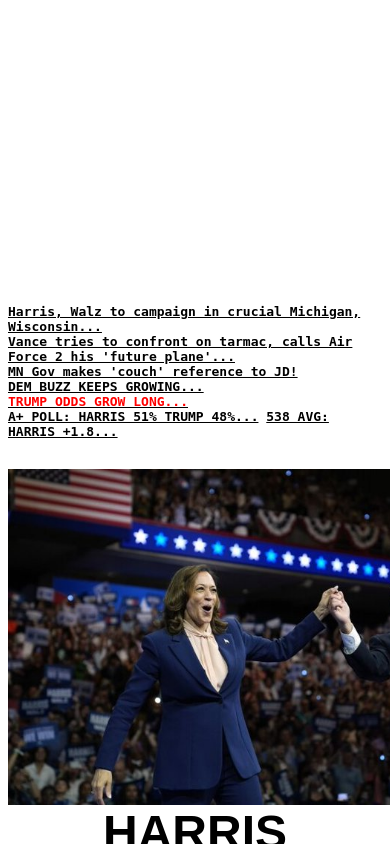 Harris, Walz to campaign in crucial Michigan,
Wisconsin...
Vance tries to confront on tarmac, calls Air
Force 2 his 'future plane'...
MN Gov makes 'couch' reference to JD!
DEM BUZZ KEEPS GROWING...
TRUMP ODDS GROW LONG...
A+ POLL: HARRIS 51% TRUMP 48%... 538 AVG:
HARRIS +1.8...
HARRIS